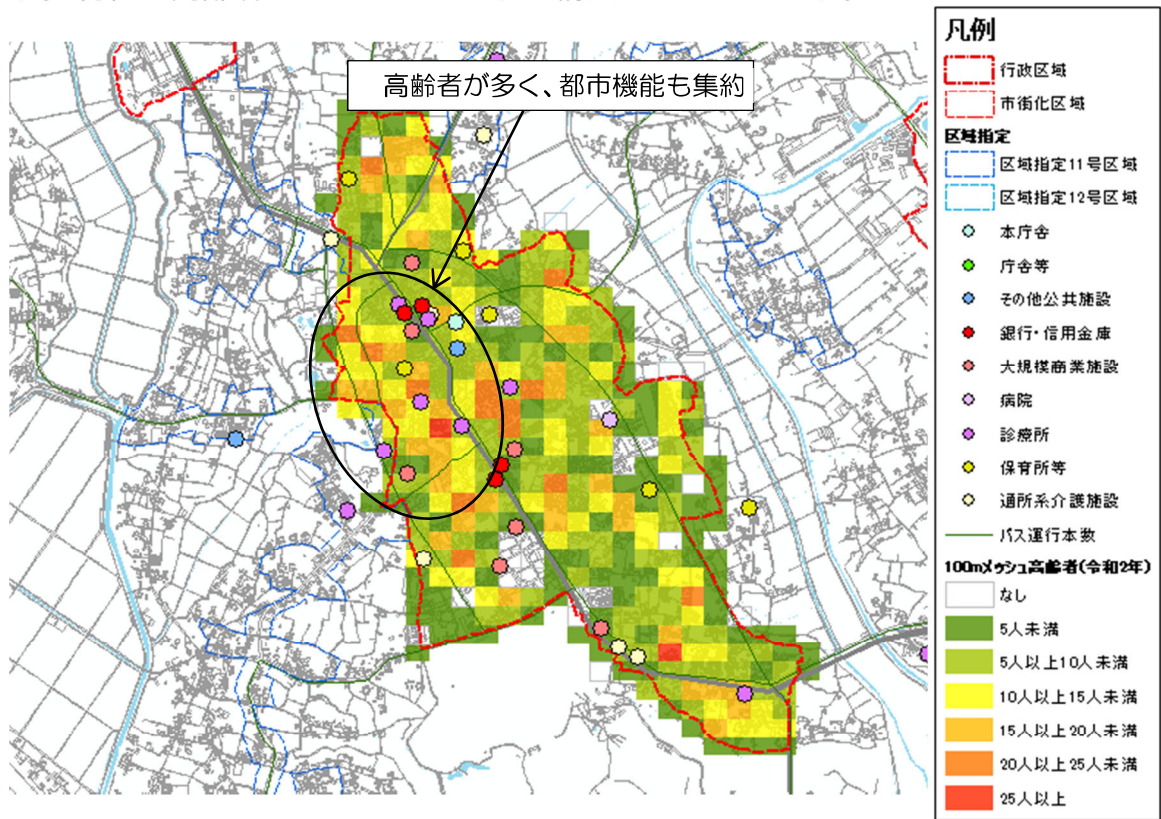 高齢者が多く、都市機能も集約
凡例
行政区域
市街化区域
区域指定
区域指定11号区域
区域指定12号区域
本庁舎
庁舎等
その他公共施設
銀行・信用金庫
大規模商業施設
病院
診療所
保育所等
通所系介護施設
バス運行本数
100mメッシュ高齢者(令和2年)
なし
5人未満
5人以上10人未満
10人以上15人未満
15人以上20人未満
20人以上25人未満
25人以上